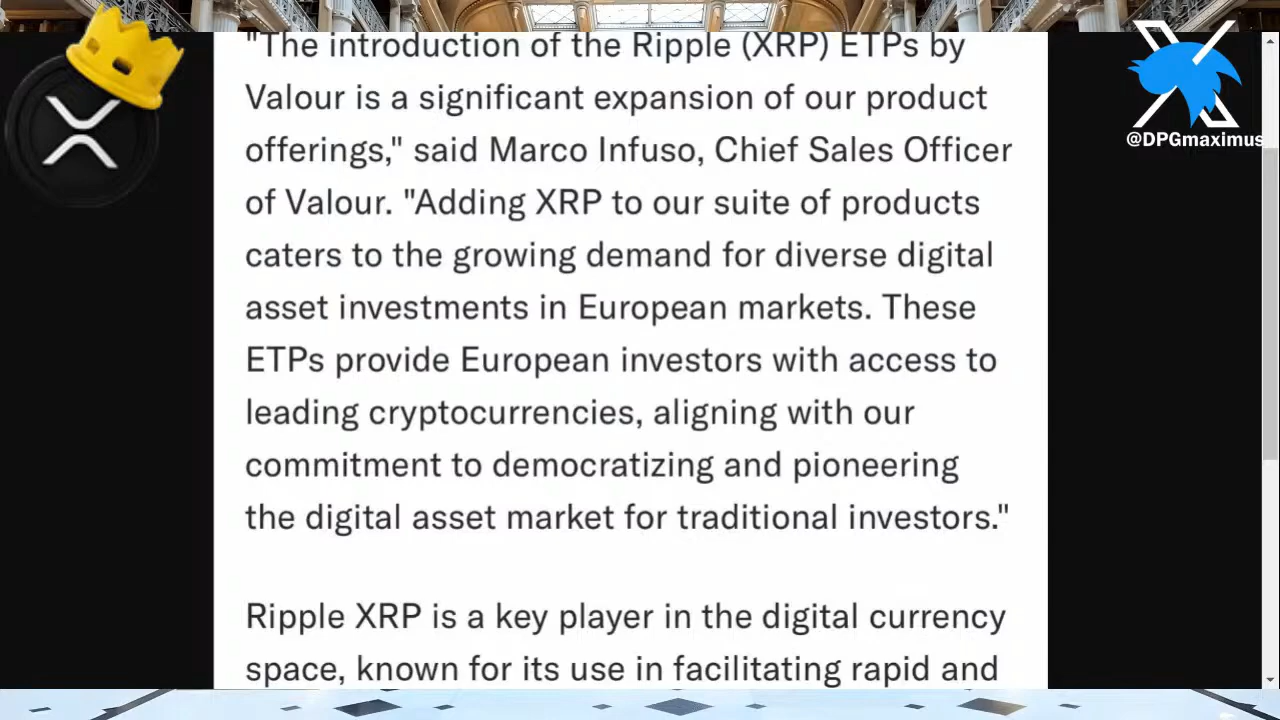 "The introduction of the Ripple (XRP) ETPs by
Valour is a significant expansion of our product
offerings," said Marco Infuso, Chief Sales Officer
of Valour. "Adding XRP to our suite of products
caters to the growing demand for diverse digital
asset investments in European markets. These
ETPs provide European investors with access to
leading cryptocurrencies, aligning with our
commitment to democratizing and pioneering
the digital asset market for traditional investors."
Ripple XRP is a key player in the digital currency
space, known for its use in facilitating rapid and
@DPGmaximus